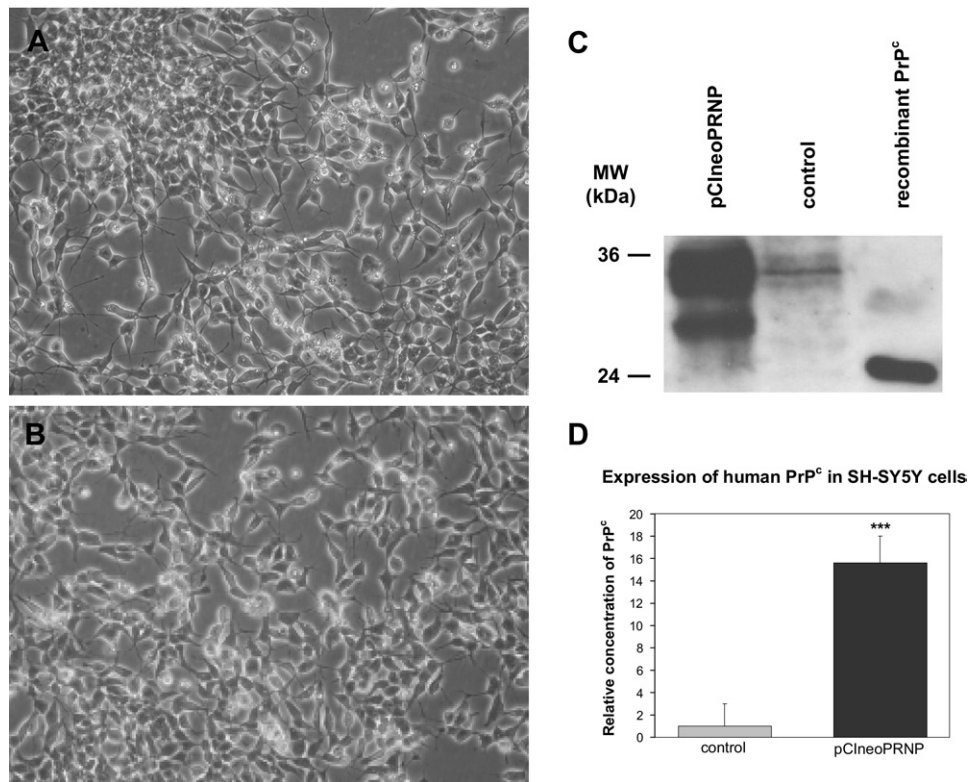 A
B
C
MW
(kDa)
pCIneoPRNP
control
recombinant PrPᶜ
36
24
D
Expression of human PrPᶜ in SH-SY5Y cells
Relative concentration of PrPᶜ
20
18
16
14
12
10
8
6
4
2
0
***
control
pCIneoPRNP